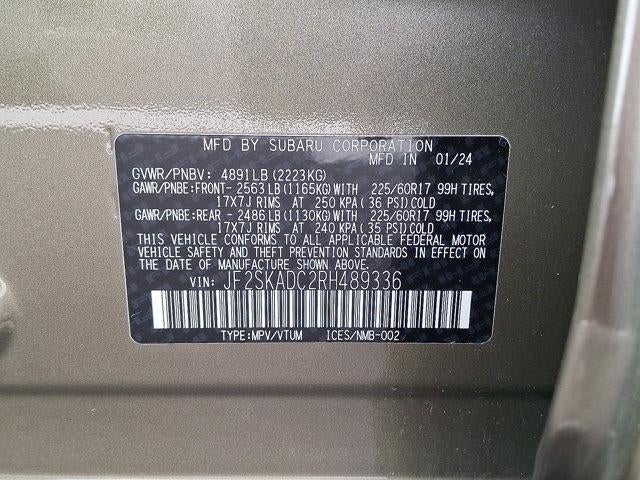 MFD BY SUBARU CORPORATION
MFD IN 01/24
GVWR/PNBV: 4891LB(2223KG)
GAWR/PNBE:FRONT- 2563LB(1165KG)WITH 225/60R17 99H TIRES,
17X7J RIMS AT 250 KPA( 36 PSI)COLD
GAWR/PNBE:REAR - 2486LB(1130KG)WITH 225/60R17 99H TIRES,
17X7J RIMS AT 240 KPA( 35 PSI)COLD
THIS VEHICLE CONFORMS TO ALL APPLICABLE FEDERAL MOTOR
VEHICLE SAFETY AND THEFT PREVENTION STANDARDS IN EFFECT ON
THE DATE OF MANUFACTURE SHOWN ABOVE.
VIN: JF2SKADC2RH489336
TYPE:MPV/VTUM ICES/NMB-002